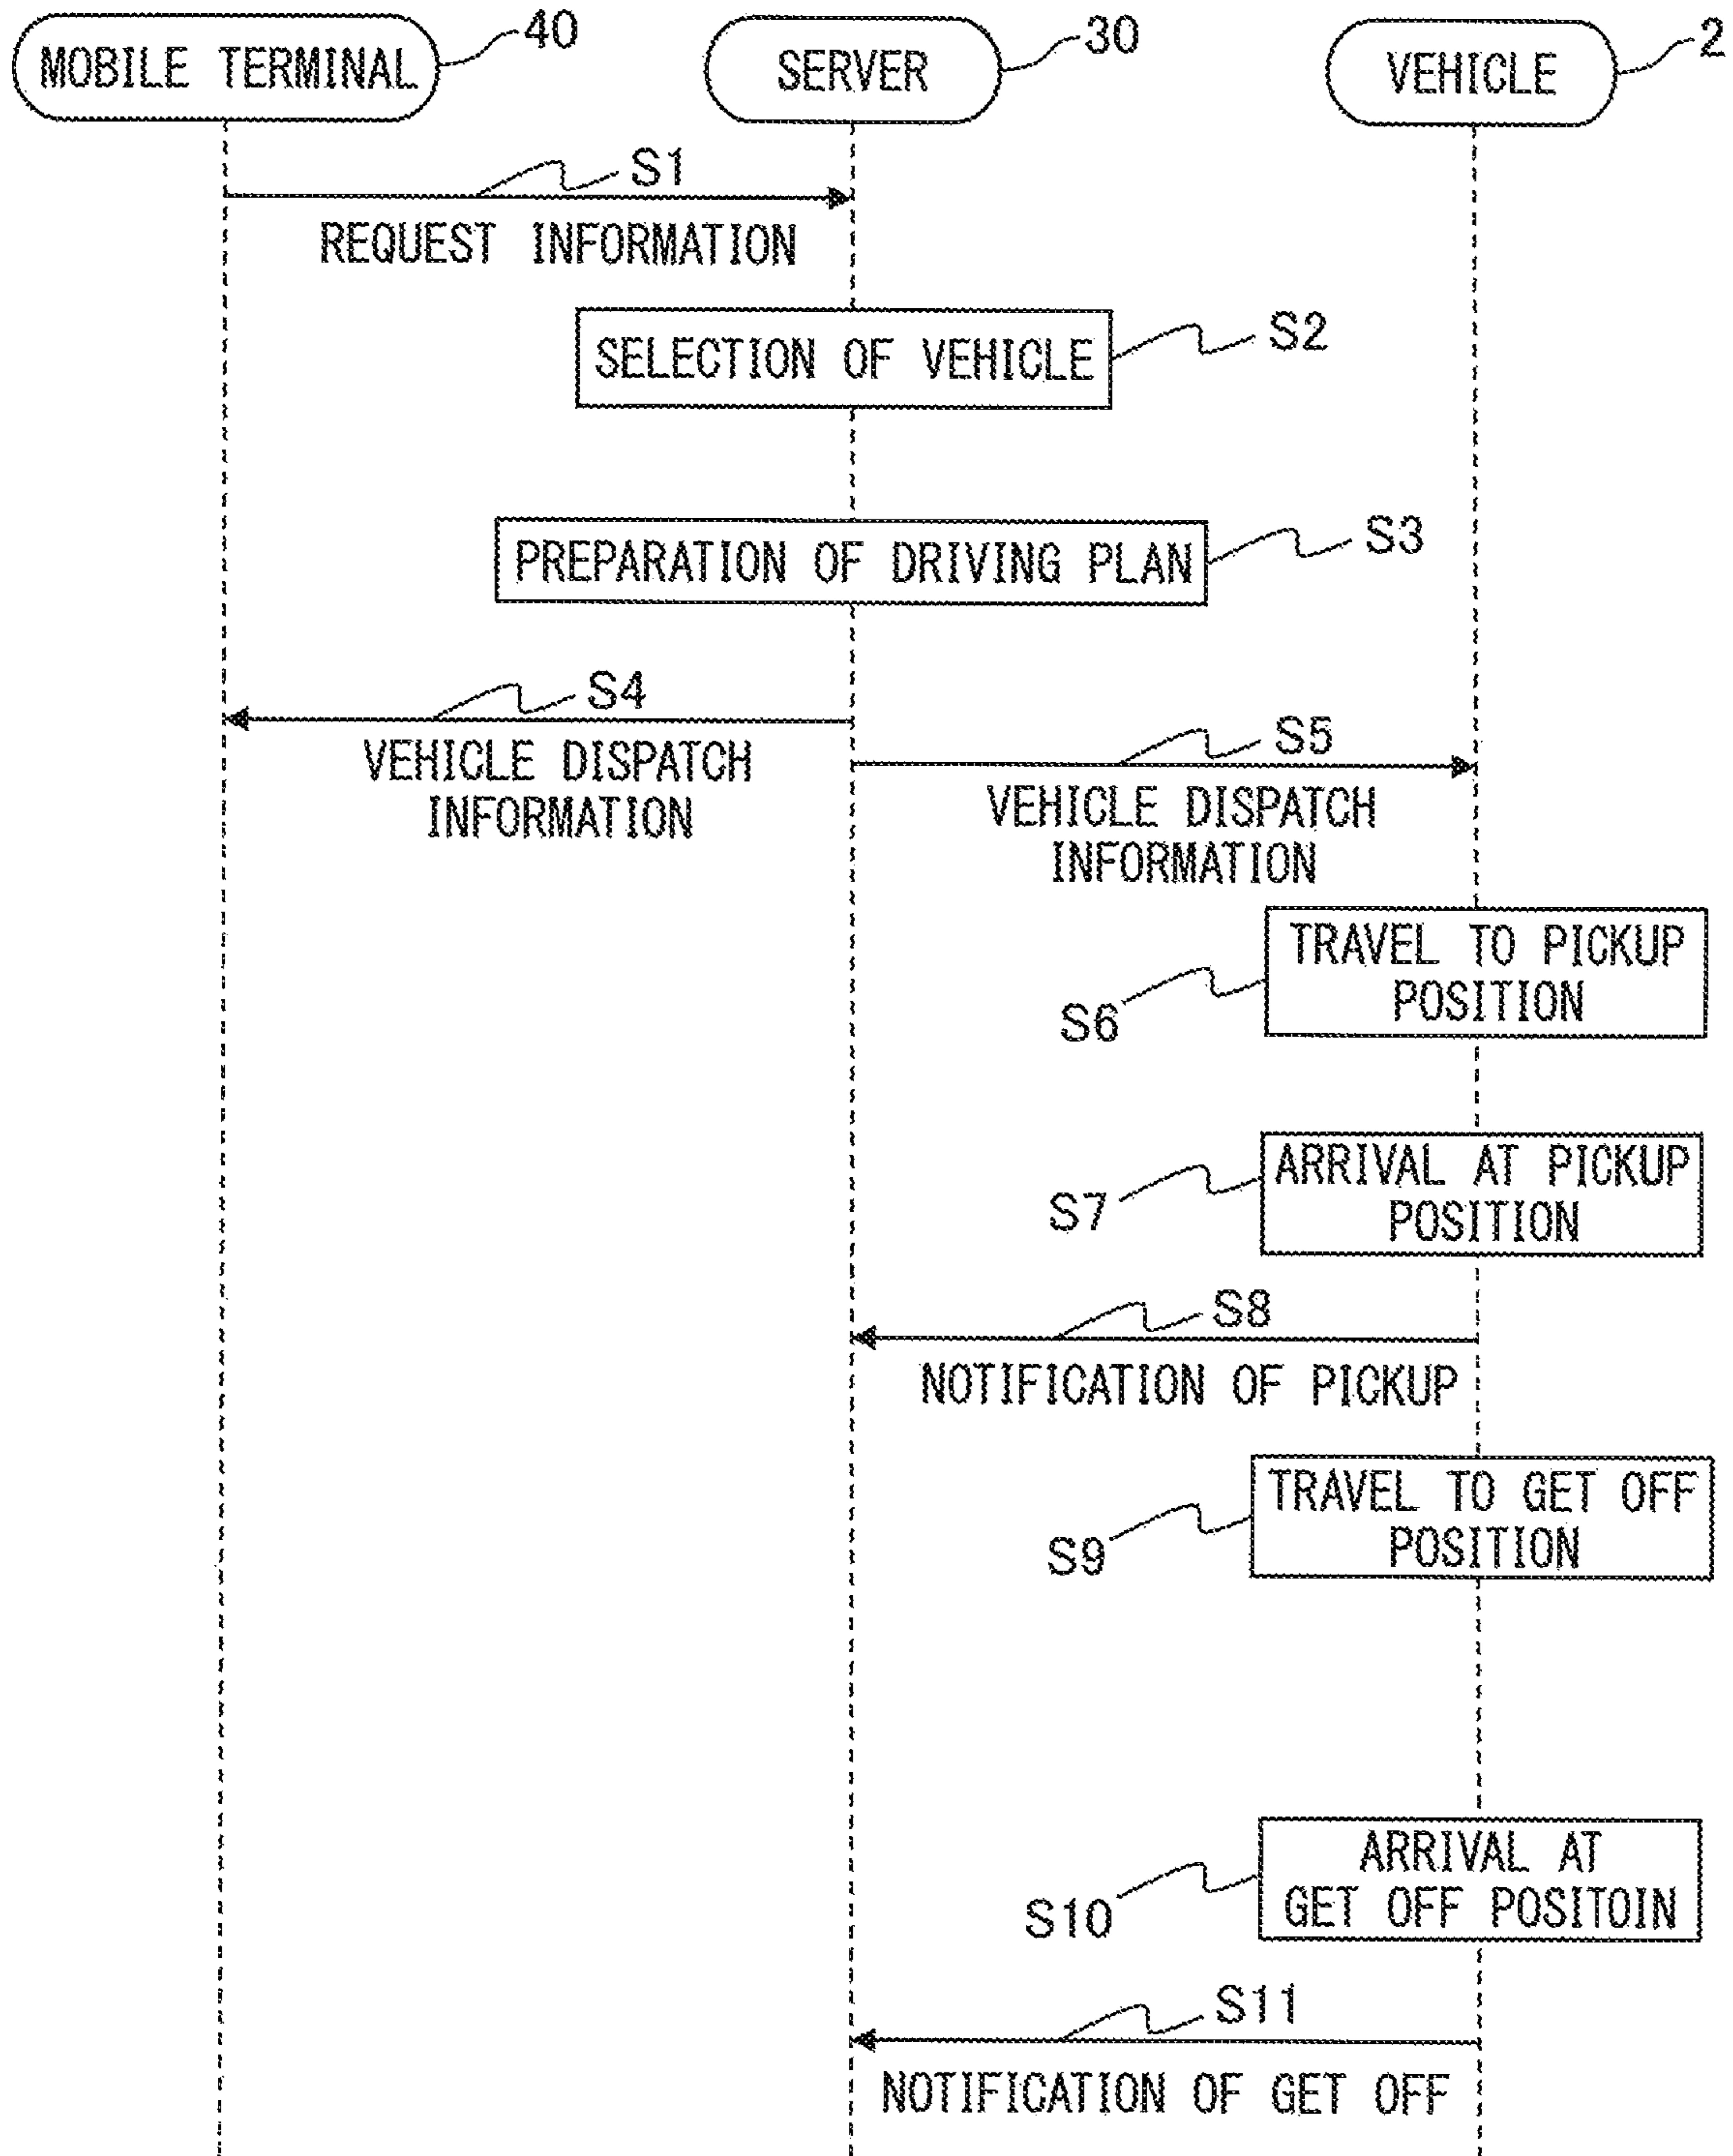 MOBILE TERMINAL
40
SERVER
30
VEHICLE
2
S1
REQUEST INFORMATION
SELECTION OF VEHICLE
S2
PREPARATION OF DRIVING PLAN
S3
S4
VEHICLE DISPATCH
INFORMATION
S5
VEHICLE DISPATCH
INFORMATION
TRAVEL TO PICKUP
POSITION
S6
ARRIVAL AT PICKUP
POSITION
S7
S8
NOTIFICATION OF PICKUP
TRAVEL TO GET OFF
POSITION
S9
ARRIVAL AT
GET OFF POSITOIN
S10
S11
NOTIFICATION OF GET OFF